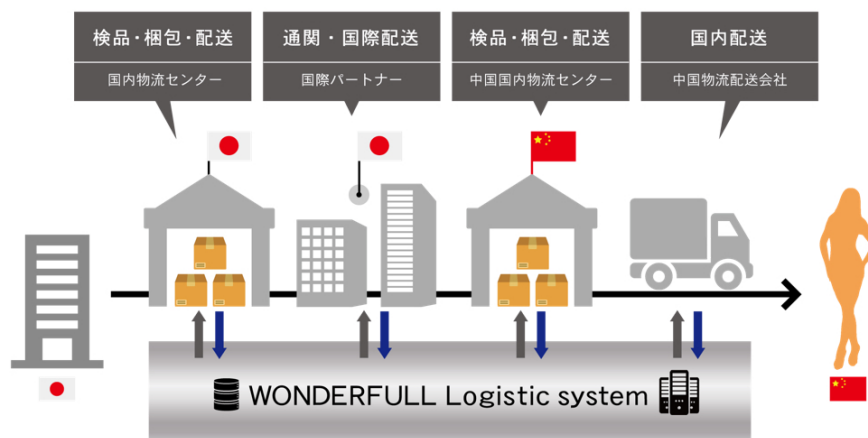 検品・梱包・配送
国内物流センター
通関・国際配送
国際パートナー
検品・梱包・配送
中国国内物流センター
国内配送
中国物流配送会社
WONDERFULL Logistic system